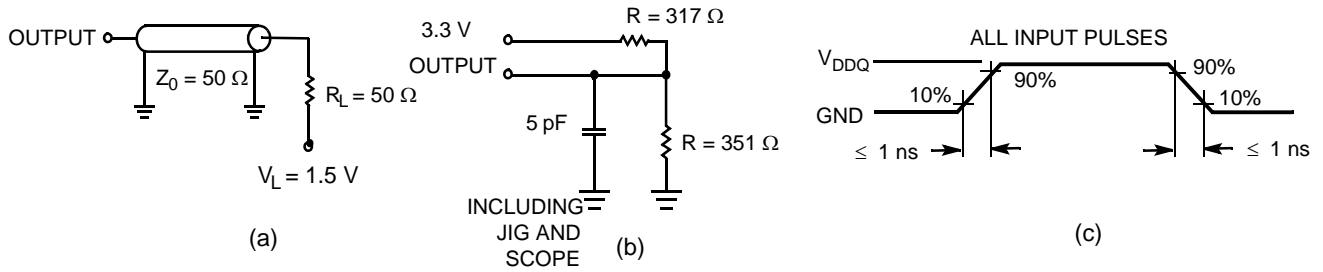 OUTPUT
Z0 = 50 Ω
RL = 50 Ω
VL = 1.5 V
(a)
R = 317 Ω
3.3 V
OUTPUT
5 pF
R = 351 Ω
INCLUDING
JIG AND
SCOPE
(b)
ALL INPUT PULSES
VDDQ
GND
10%
90%
90%
10%
≤ 1 ns
≤ 1 ns
(c)